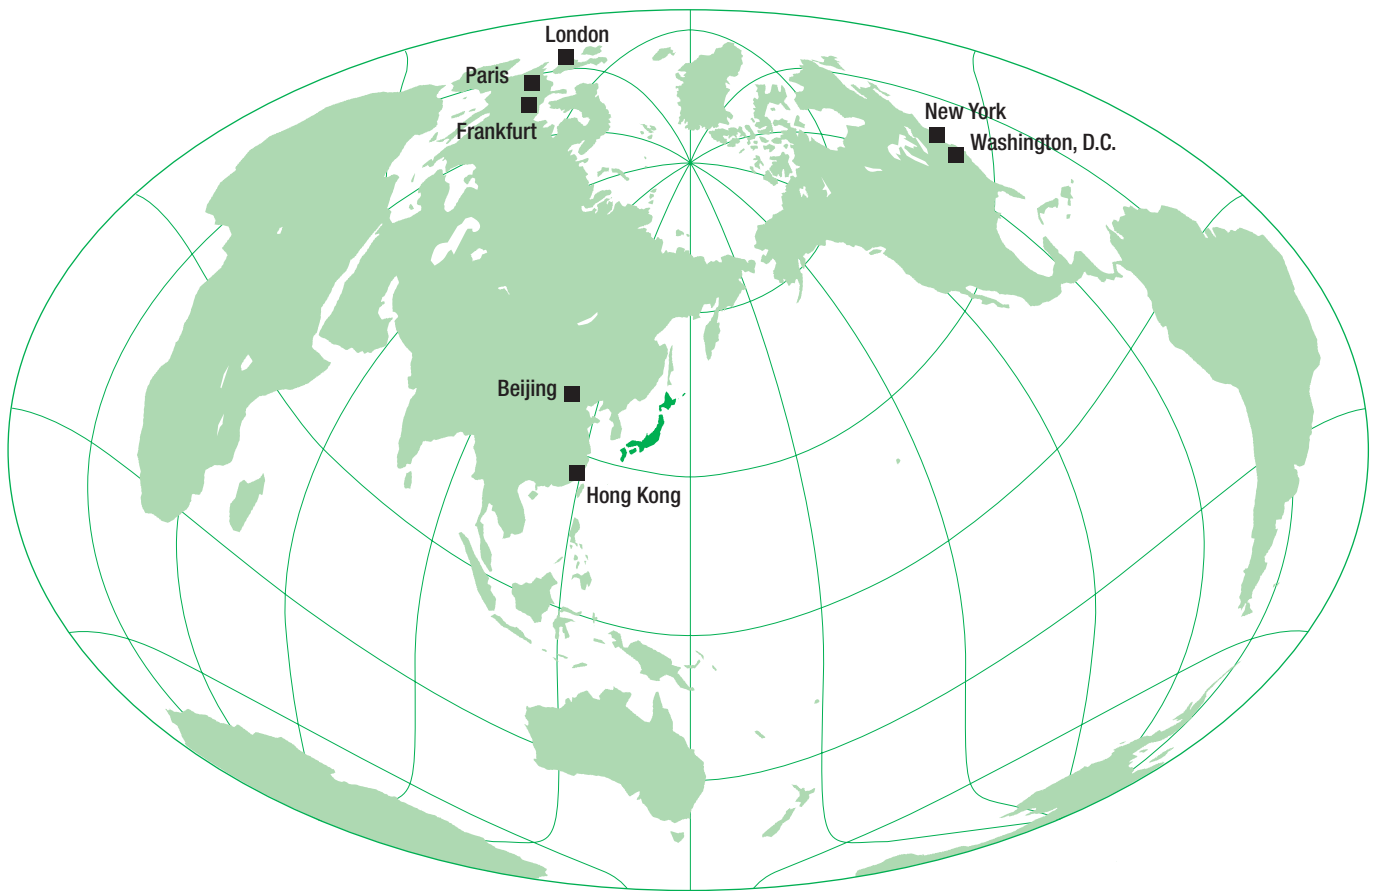 London
Paris
Frankfurt
New York
Washington, D.C.
Beijing
Hong Kong